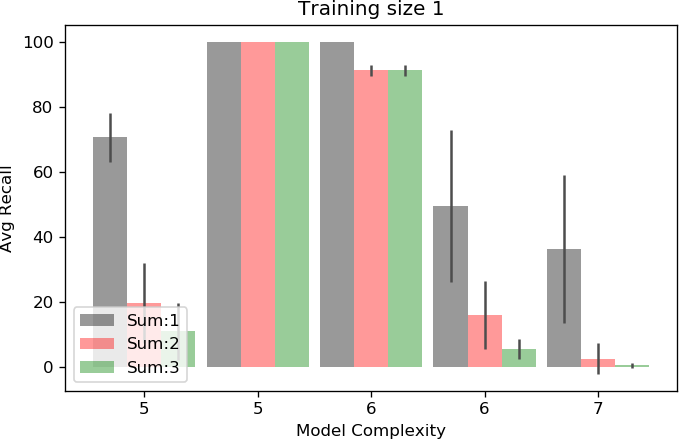 Training size 1
Avg Recall
100
80
60
40
20
0
Sum:1
Sum:2
Sum:3
5 5 6 6 7
Model Complexity